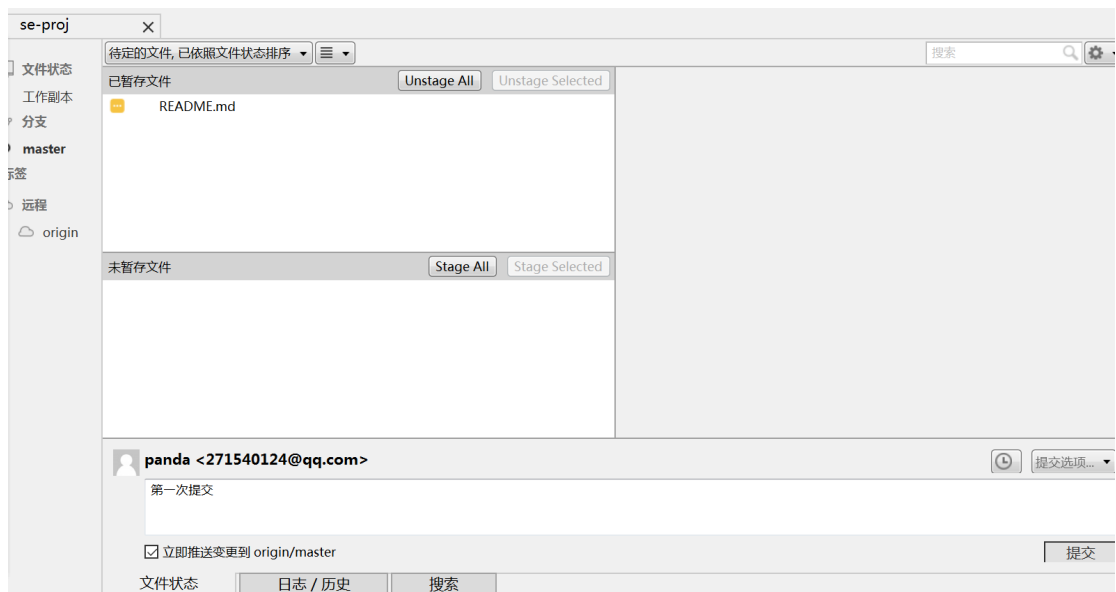 se-proj
待定的文件, 已依照文件状态排序
搜索
文件状态
工作副本
分支
master
标签
远程
origin
已暂存文件 Unstage All Unstage Selected
README.md
未暂存文件 Stage All Stage Selected
panda <271540124@qq.com>
提交选项...
第一次提交
立即推送变更到 origin/master
提交
文件状态 日志 / 历史 搜索